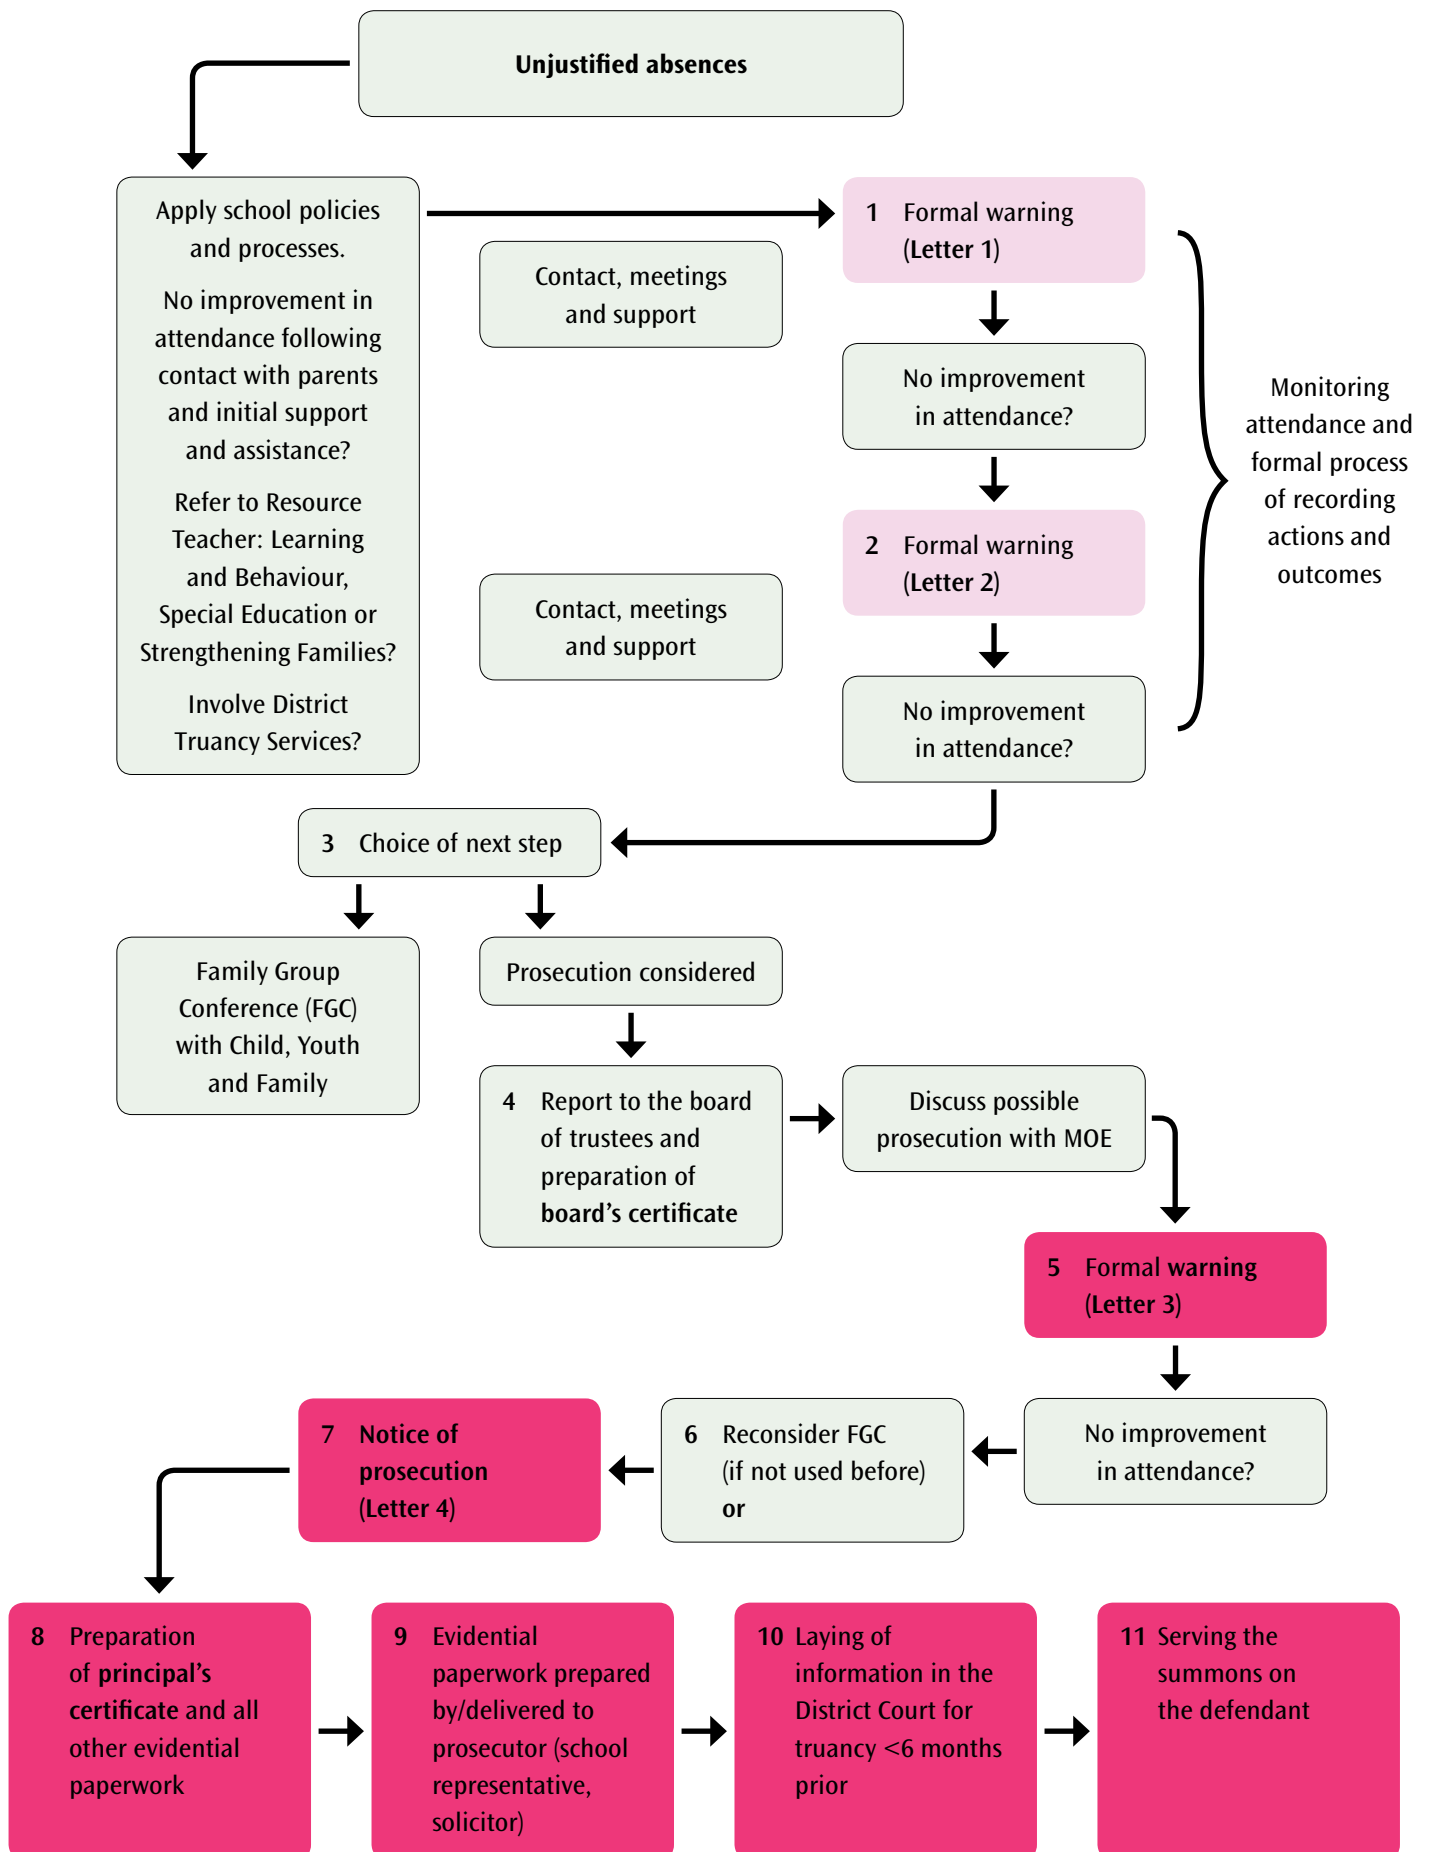 Unjustified absences
Apply school policies
and processes.
No improvement in
attendance following
contact with parents
and initial support
and assistance?
Refer to Resource
Teacher: Learning
and Behaviour,
Special Education or
Strengthening Families?
Involve District
Truancy Services?
Contact, meetings
and support
1 Formal warning
(Letter 1)
No improvement
in attendance?
Contact, meetings
and support
2 Formal warning
(Letter 2)
No improvement
in attendance?
Monitoring
attendance and
formal process
of recording
actions and
outcomes
3 Choice of next step
Family Group
Conference (FGC)
with Child, Youth
and Family
Prosecution considered
4 Report to the board
of trustees and
preparation of
board’s certificate
Discuss possible
prosecution with MOE
5 Formal warning
(Letter 3)
No improvement
in attendance?
6 Reconsider FGC
(if not used before)
or
7 Notice of
prosecution
(Letter 4)
8 Preparation
of principal’s
certificate and all
other evidential
paperwork
9 Evidential
paperwork prepared
by/delivered to
prosecutor (school
representative,
solicitor)
10 Laying of
information in the
District Court for
truancy <6 months
prior
11 Serving the
summons on
the defendant